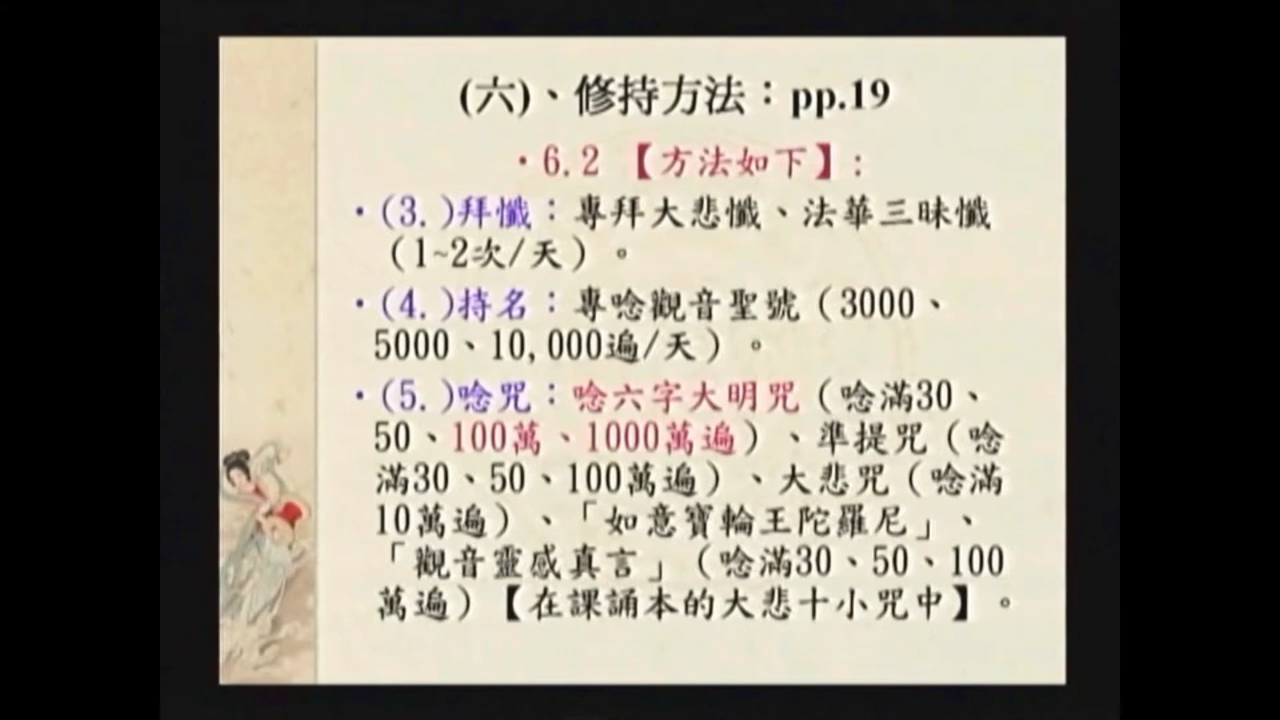 (六)、修持方法：pp.19
・6.2 【方法如下】:
・(3.)拜懺：專拜大悲懺、法華三昧懺
（1~2次/天）。
・(4.)持名：專唸觀音聖號（3000、
5000、10,000遍/天）。
・(5.)唸咒：唸六字大明咒（唸滿30、
50、100萬、1000萬遍）、準提咒（唸
滿30、50、100萬遍）、大悲咒（唸滿
10萬遍）、「如意寶輪王陀羅尼」、
「觀音靈感真言」（唸滿30、50、100
萬遍）【在課誦本的大悲十小咒中】。